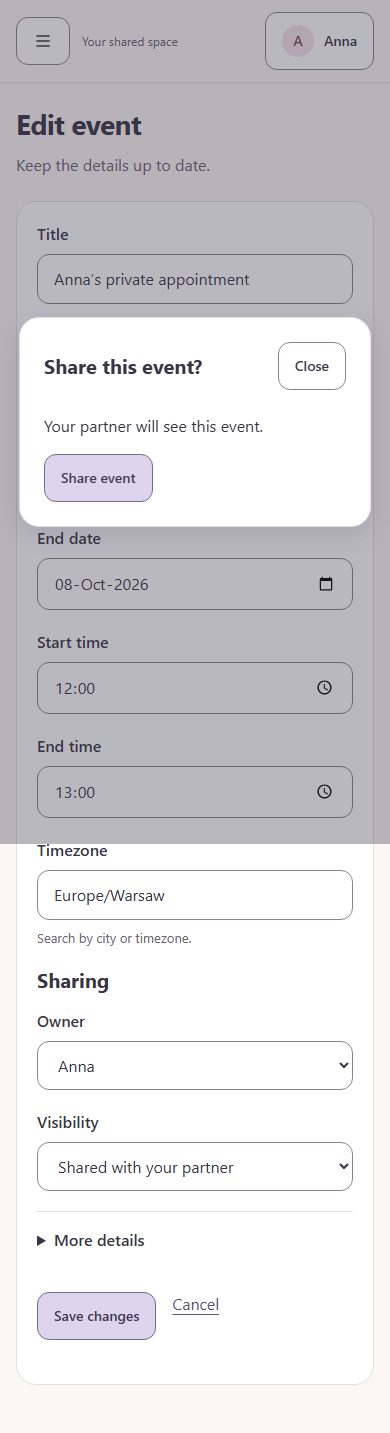 Your shared space
A
Anna
Edit event
Keep the details up to date.
Title
Anna's private appointment
Share this event?
Close
Your partner will see this event.
Share event
End date
08-Oct-2026
Start time
12:00
End time
13:00
Timezone
Europe/Warsaw
Search by city or timezone.
Sharing
Owner
Anna
Visibility
Shared with your partner
More details
Save changes
Cancel